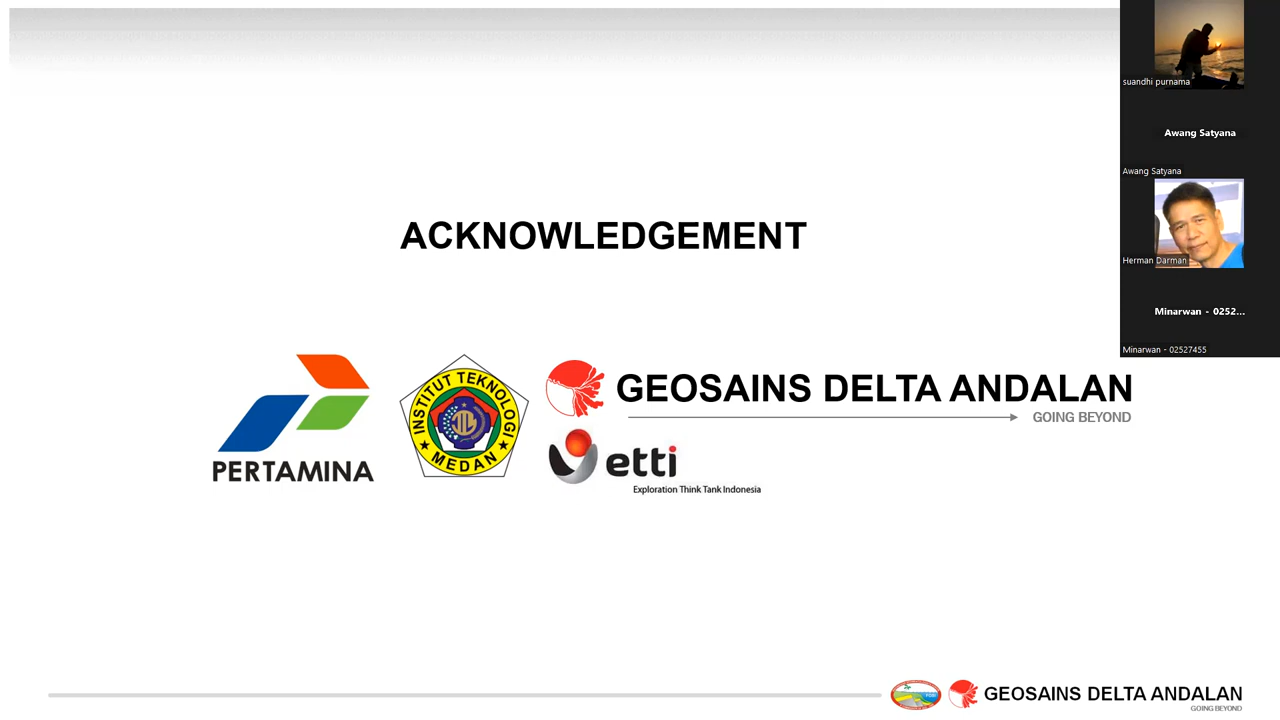 suandhi purnama
Awang Satyana
Awang Satyana
Herman Darman
Minarwan - 0252...
Minarwan - 02527455
ACKNOWLEDGEMENT
PERTAMINA
INSTITUT TEKNOLOGI
MEDAN
GEOSAINS DELTA ANDALAN
GOING BEYOND
etti
Exploration Think Tank Indonesia
GEOSAINS DELTA ANDALAN
GOING BEYOND